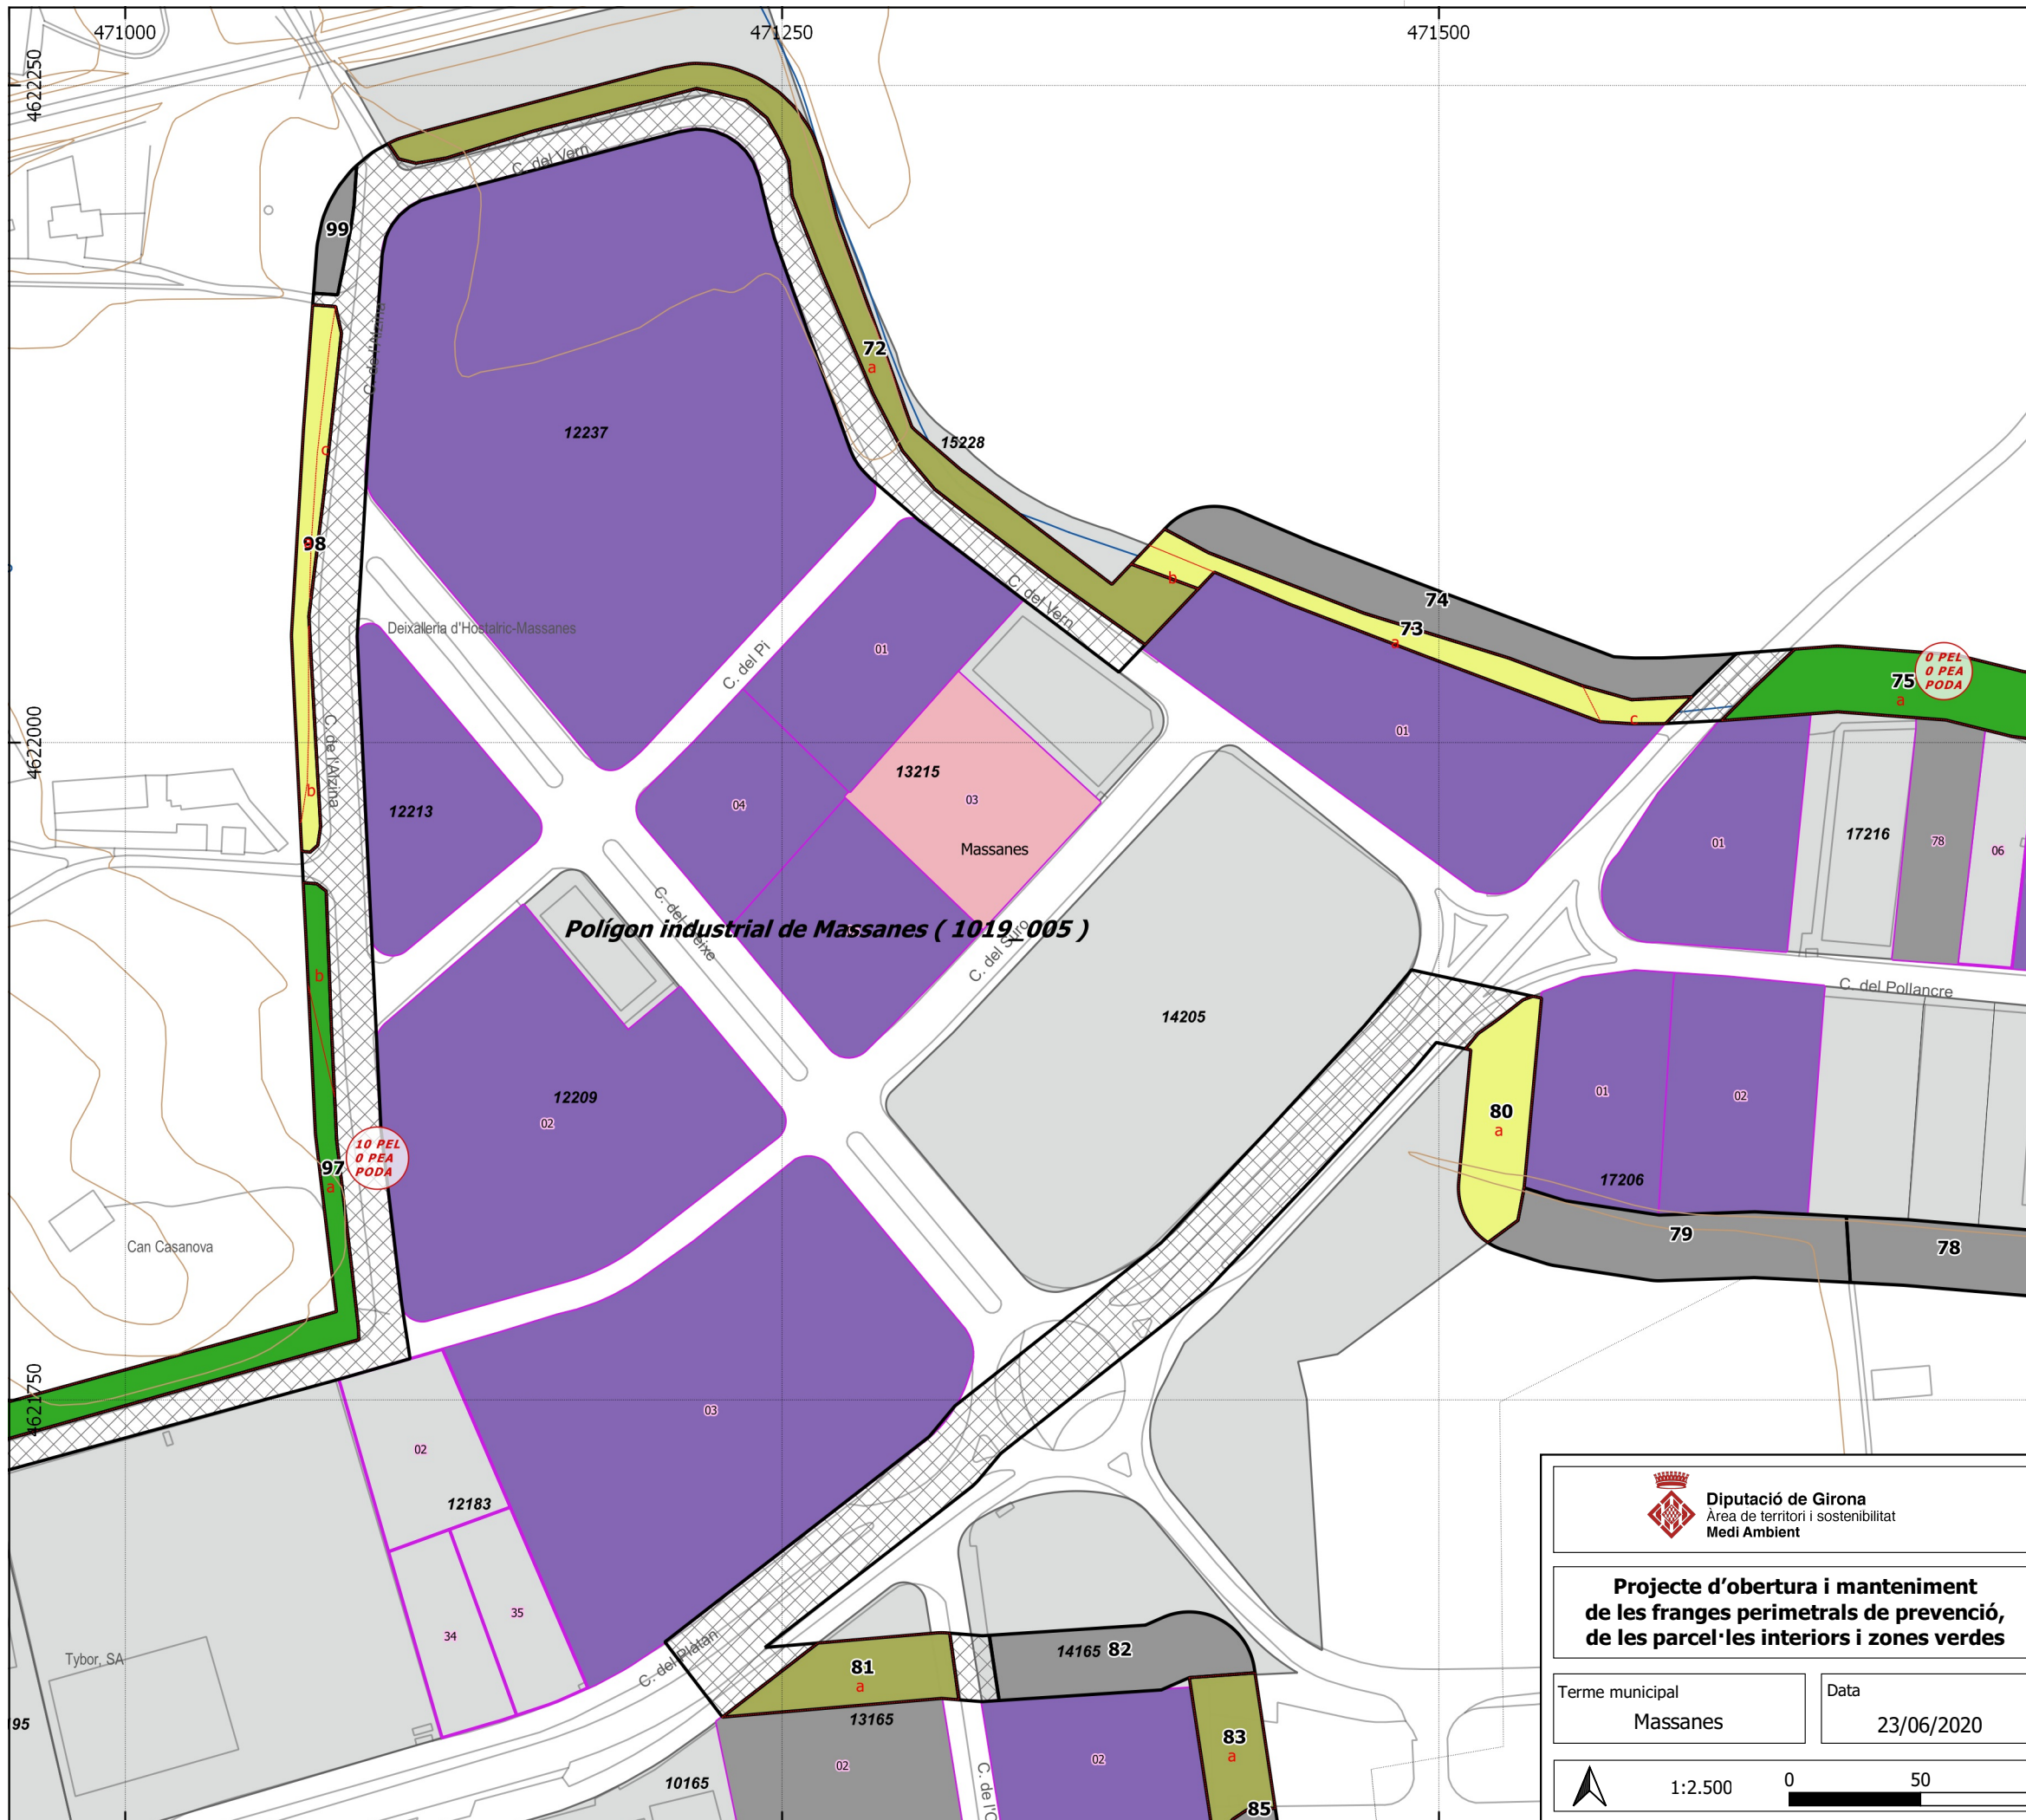 471000
471250
471500
4622250
C. del Vern
99
C. de l'Alzina
72
a
12237
15228
c
98
b
C. del Vern
74
73
a
Deixalleria d'Hostalric-Massanes
01
C. del Pi
0 PEL
0 PEA
PODA
75
a
c
01
4622000
C. de l'Alzina
13215
03
04
b
12213
Massanes
17216
78
06
01
C. del Freixe
Polígon industrial de Massanes ( 1019_005 )
C. del Suro
b
C. del Pollancre
14205
12209
02
80
a
01
02
10 PEL
0 PEA
PODA
97
a
17206
Can Casanova
79
78
4621750
03
02
12183
34
35
Tybor, SA
C. del Platan
81
a
14165
82
13165
83
a
195
02
02
10165
85
Diputació de Girona
Àrea de territori i sostenibilitat
Medi Ambient
Projecte d'obertura i manteniment
de les franges perimetrals de prevenció,
de les parcel·les interiors i zones verdes
Terme municipal
Massanes
Data
23/06/2020
1:2.500
0
50